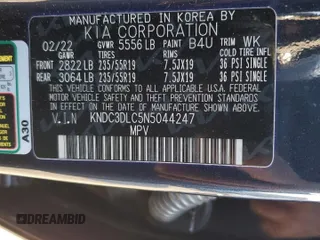 MANUFACTURED IN KOREA BY
KIA CORPORATION
02/22 GVWR 5556 LB PAINT B4U TRIM WK
TIRE RIMS COLD TIRE INFL
FRONT 2822 LB 235/55R19 7.5JX19 36 PSI SINGLE
REAR 3064 LB 235/55R19 7.5JX19 36 PSI SINGLE
THIS VEHICLE CONFORMS TO ALL APPLICABLE FEDERAL
MOTOR VEHICLE SAFETY, BUMPER, AND THEFT PREVENTION
STANDARDS IN EFFECT ON THE DATE OF MANUFACTURE
SHOWN ABOVE.
V.I.N KNDC3DLC5N5044247
MPV
A30
DREAMBID